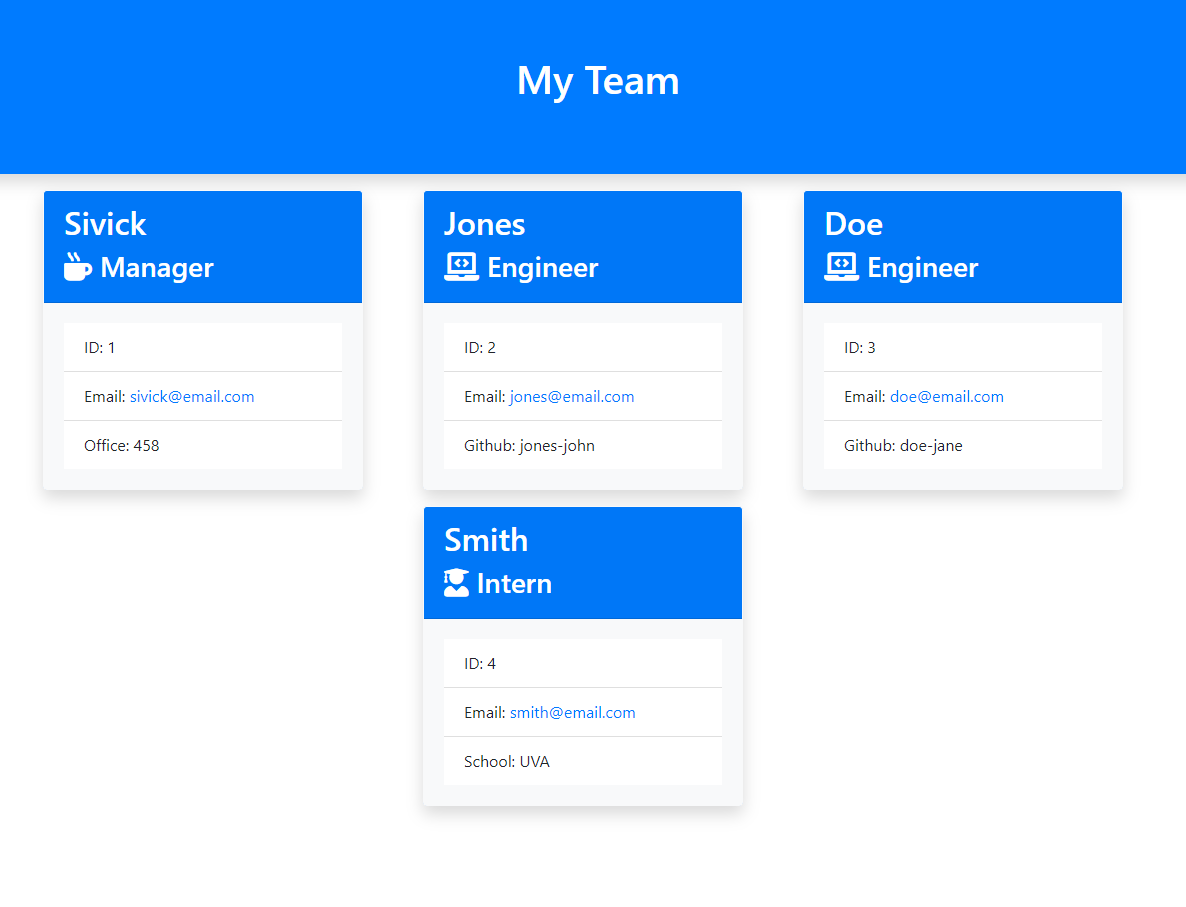 My Team
Sivick
Manager
ID: 1
Email: sivick@email.com
Office: 458
Jones
Engineer
ID: 2
Email: jones@email.com
Github: jones-john
Doe
Engineer
ID: 3
Email: doe@email.com
Github: doe-jane
Smith
Intern
ID: 4
Email: smith@email.com
School: UVA